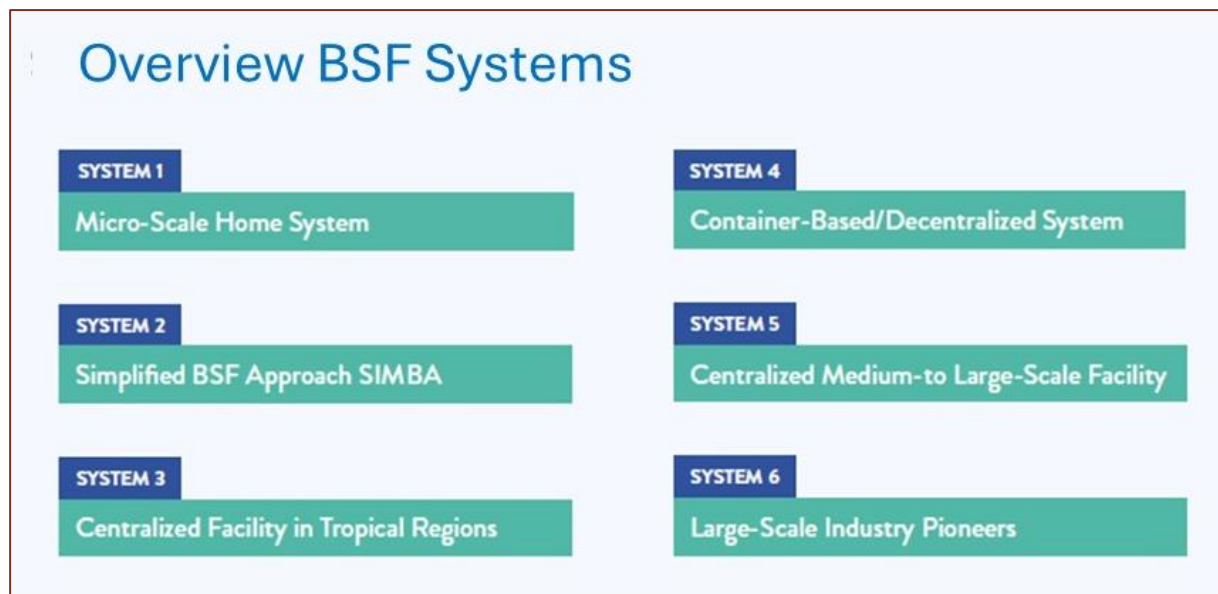 Overview BSF Systems
SYSTEM 1
Micro-Scale Home System
SYSTEM 2
Simplified BSF Approach SIMBA
SYSTEM 3
Centralized Facility in Tropical Regions
SYSTEM 4
Container-Based/Decentralized System
SYSTEM 5
Centralized Medium-to Large-Scale Facility
SYSTEM 6
Large-Scale Industry Pioneers